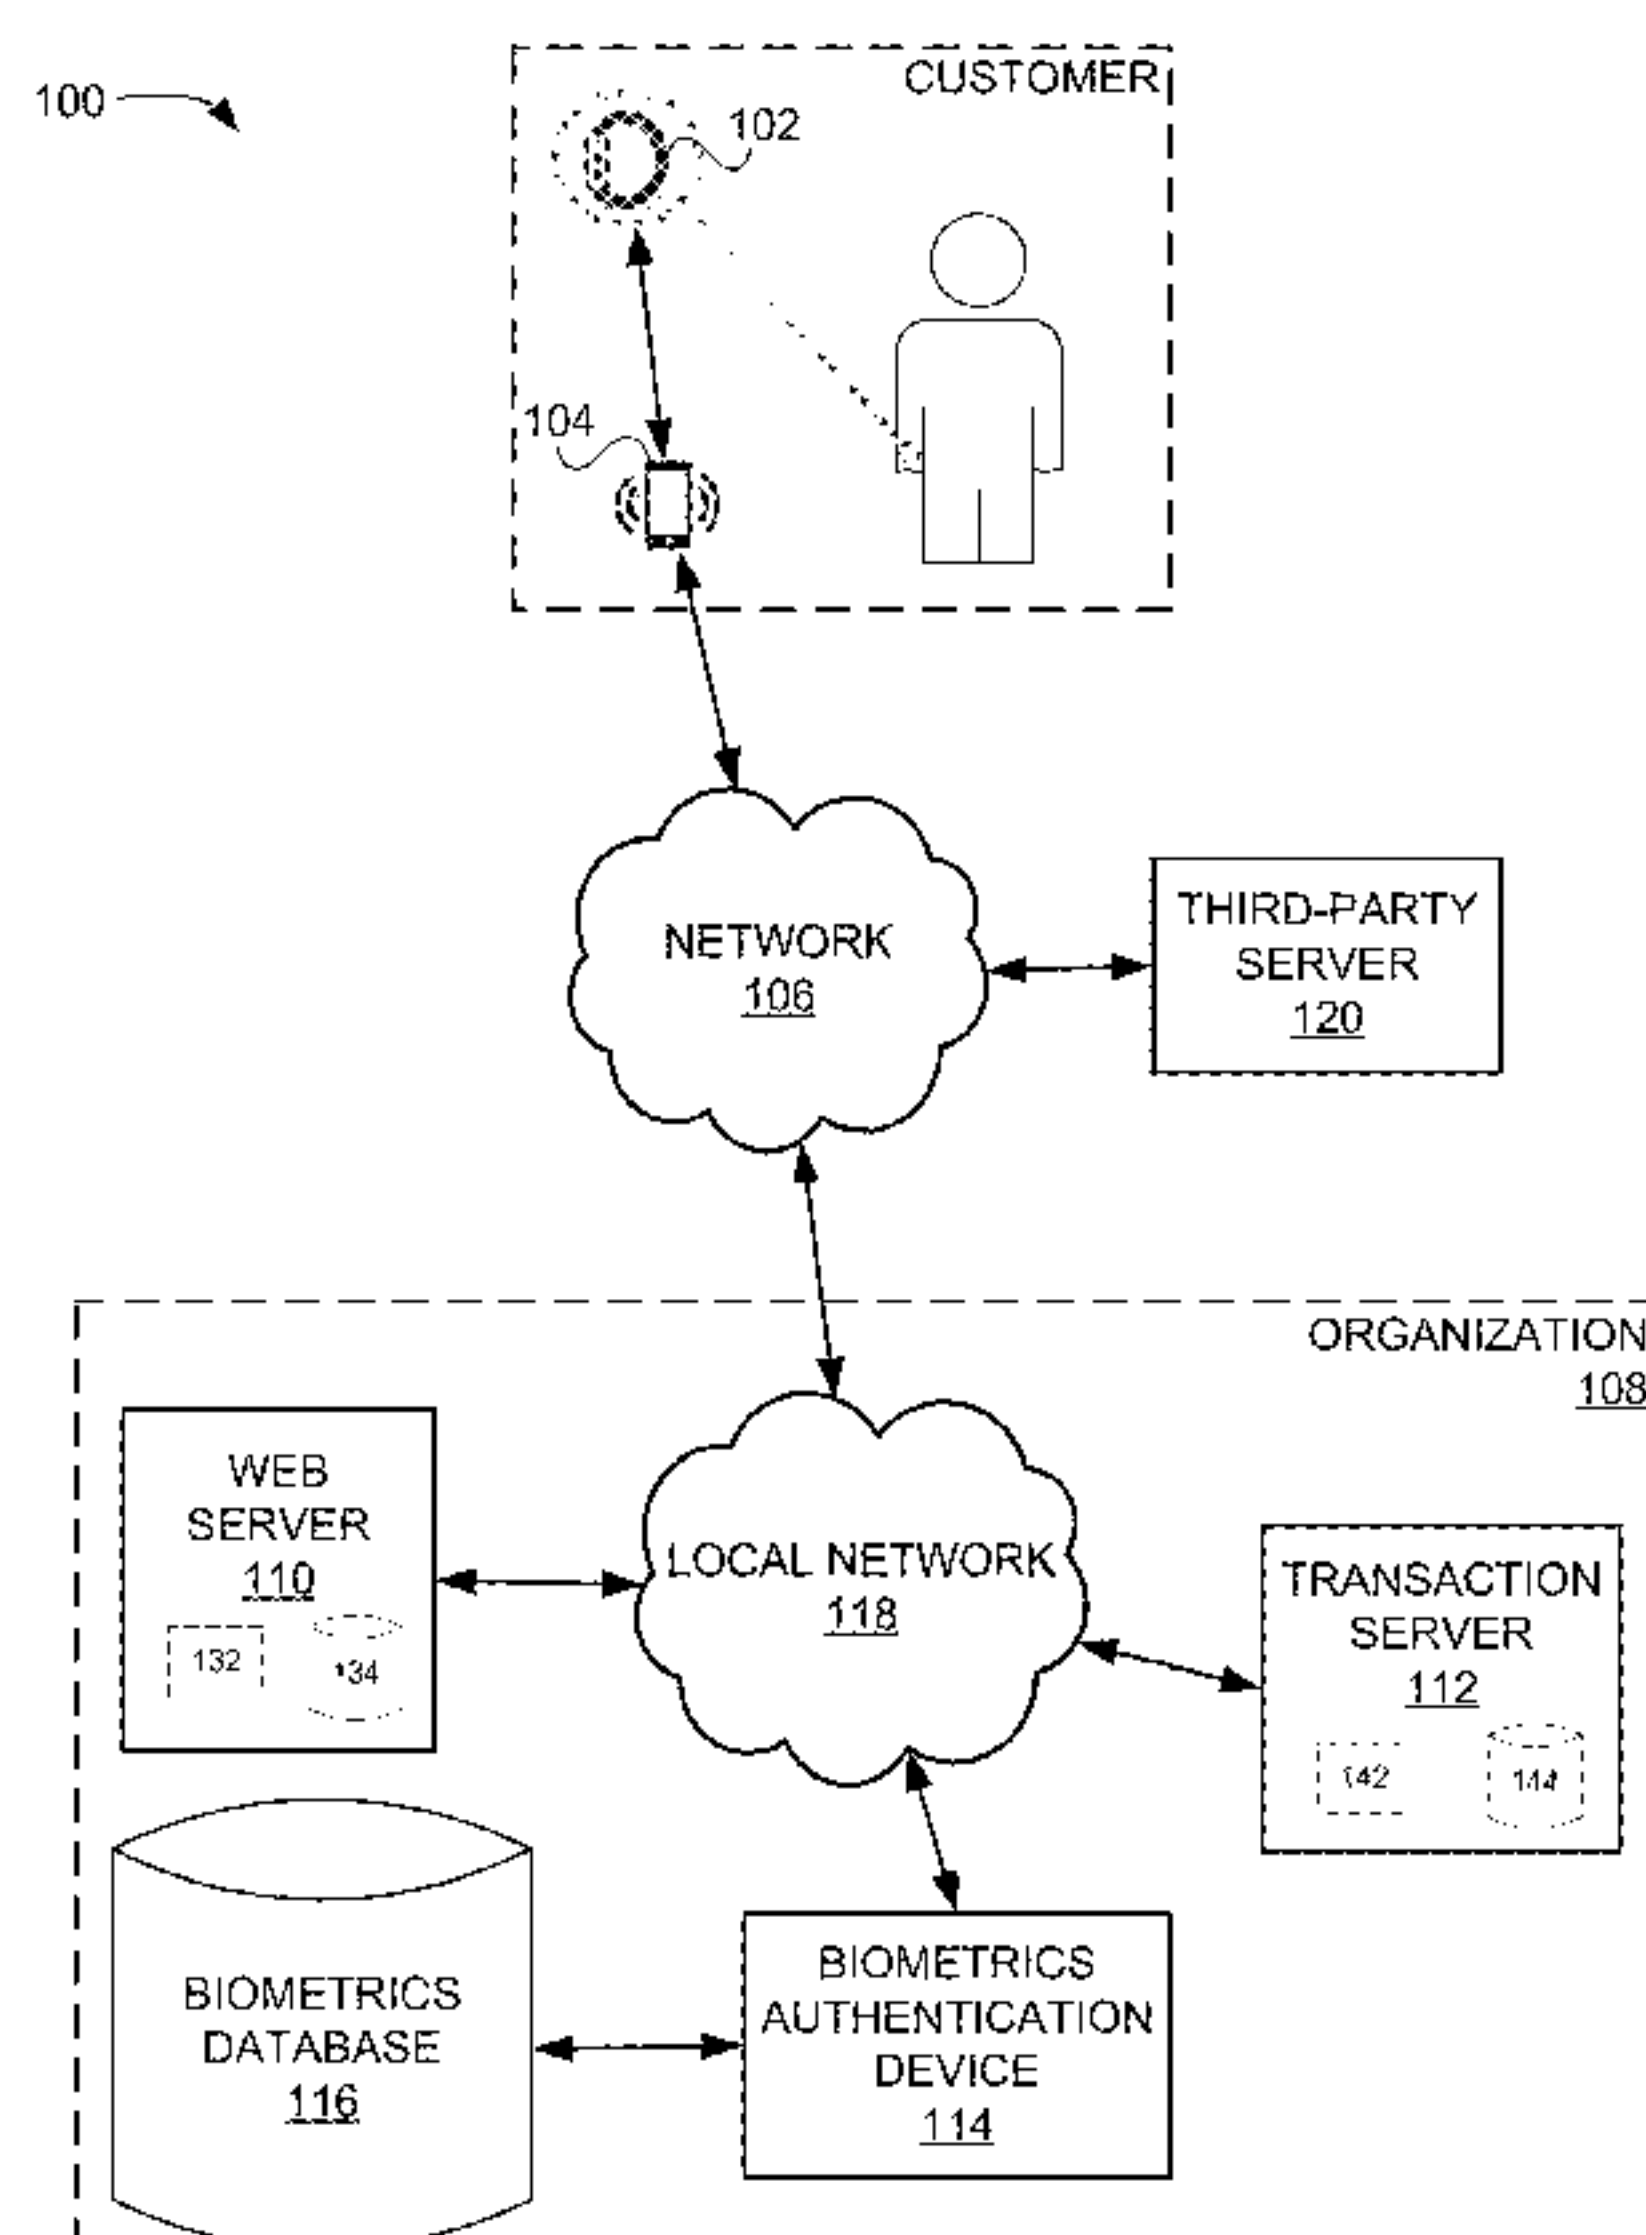 100
CUSTOMER
102
104
NETWORK
106
THIRD-PARTY
SERVER
120
ORGANIZATION
108
WEB
SERVER
110
132
134
LOCAL NETWORK
118
TRANSACTION
SERVER
112
142
144
BIOMETRICS
DATABASE
116
BIOMETRICS
AUTHENTICATION
DEVICE
114